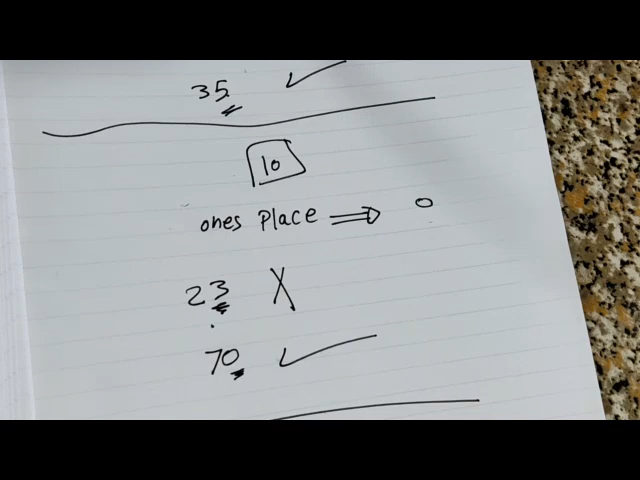 35 ✓
10
ones place ⇒ 0
23 X
70 ✓